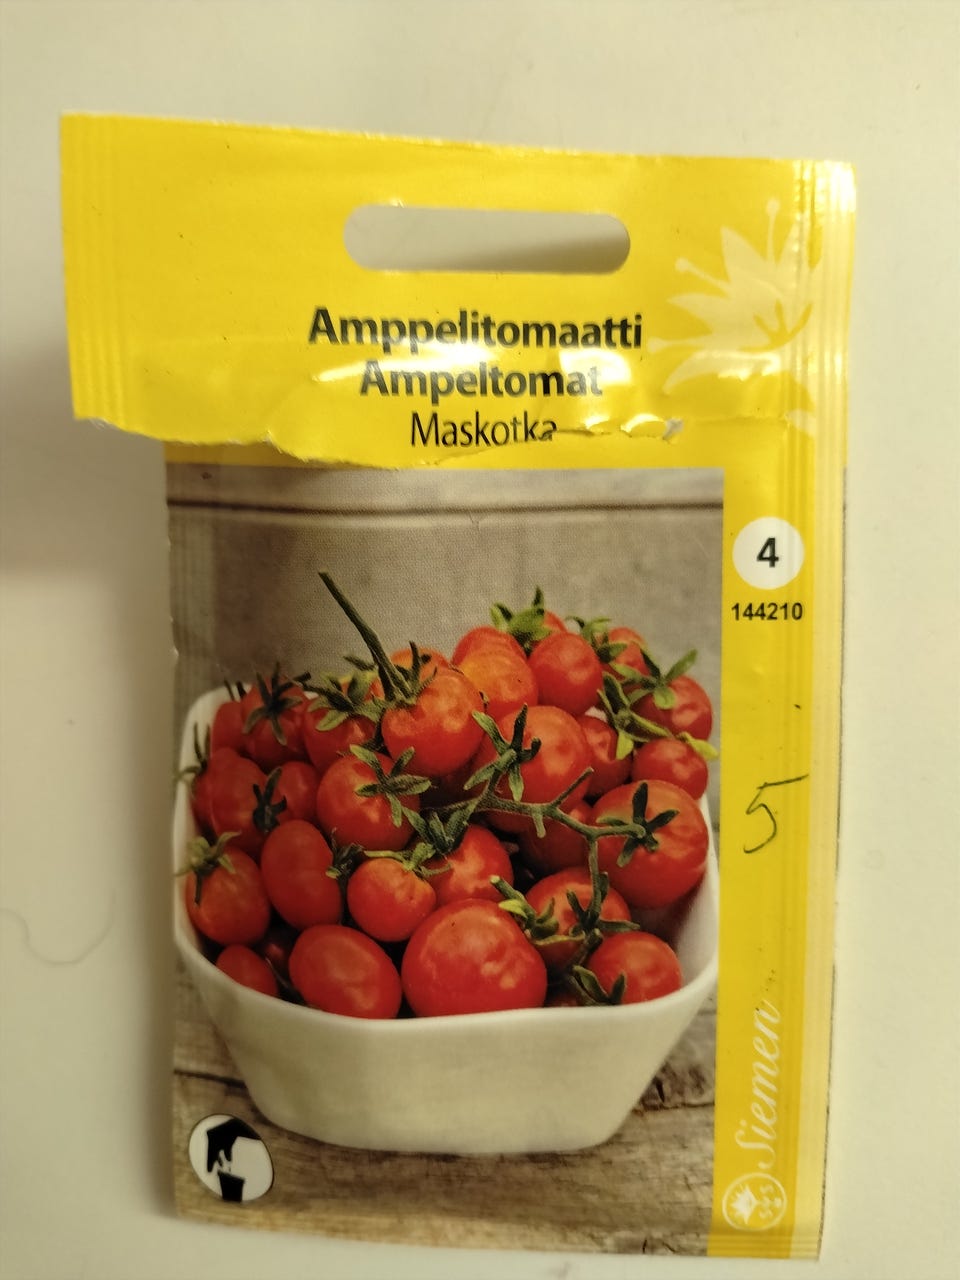 Amppelitomaatti
Ampeltomat
Maskotka
4
144210
5
Siemen